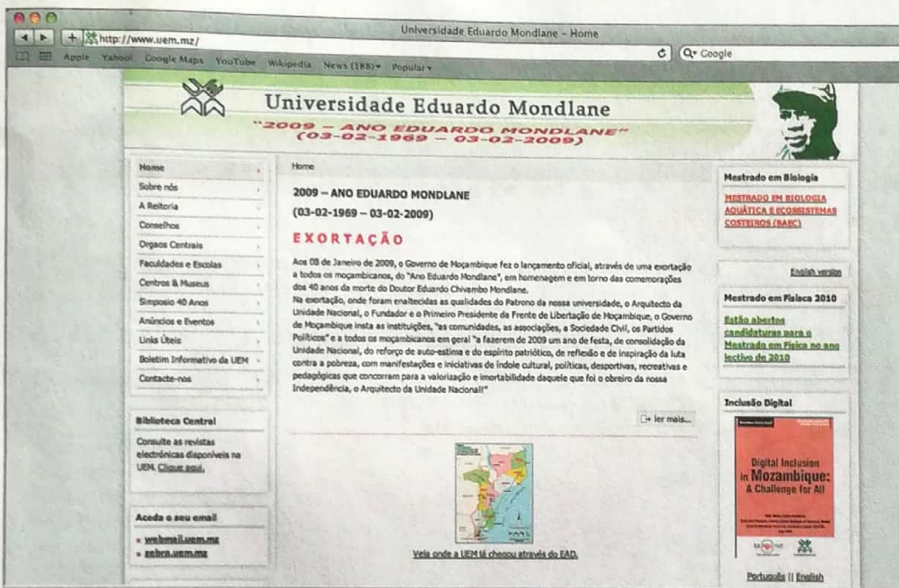 Universidade Eduardo Mondlane – Home
http://www.uem.mz/
Google
Apple Yahoo! Google Maps YouTube Wikipedia News (188) Popular
Universidade Eduardo Mondlane
"2009 – ANO EDUARDO MONDLANE"
(03-02-1969 – 03-02-2009)
Home
Sobre nós
A Reitoria
Conselhos
Orgaos Centrais
Faculdades e Escolas
Centros & Museus
Simposio 40 Anos
Anúncios e Eventos
Links Úteis
Boletim Informativo da UEM
Contacte-nos
Biblioteca Central
Consulte as revistas
electrónicas disponíveis na
UEM. Clique aqui.
Aceda o seu email
webmail.uem.mz
zebra.uem.mz
Home
2009 – ANO EDUARDO MONDLANE
(03-02-1969 – 03-02-2009)
EXORTAÇÃO
Aos 08 de Janeiro de 2009, o Governo de Moçambique fez o lançamento oficial, através de uma exortação
a todos os moçambicanos, do "Ano Eduardo Mondlane", em homenagem e em torno das comemorações
dos 40 anos da morte do Doutor Eduardo Chivambo Mondlane.
Na exortação, onde foram enaltecidas as qualidades do Patrono da nossa universidade, o Arquitecto da
Unidade Nacional, o Fundador e o Primeiro Presidente da Frente de Libertação de Moçambique, o Governo
de Moçambique insta as instituições, "as comunidades, as associações, a Sociedade Civil, os Partidos
Políticos" e a todos os moçambicanos em geral "a fazerem de 2009 um ano de festa, de consolidação da
Unidade Nacional, do reforço de auto-estima e do espírito patriótico, de reflexão e de inspiração da luta
contra a pobreza, com manifestações e iniciativas de índole cultural, políticas, desportivas, recreativas e
pedagógicas que concorram para a valorização e imortabilidade daquele que foi o obreiro da nossa
Independência, o Arquitecto da Unidade Nacional!"
ler mais...
Veja onde a UEM já chegou através do EAD.
Mestrado em Biologia
MESTRADO EM BIOLOGIA
AQUÁTICA E ECOSSISTEMAS
COSTEIROS (BAEC)
English version
Mestrado em Fisiaca 2010
Estão abertos
candidaturas para o
Mestrado em Física no ano
lectivo de 2010
Inclusão Digital
Digital Inclusion
in Mozambique:
A Challenge for All
Português || English